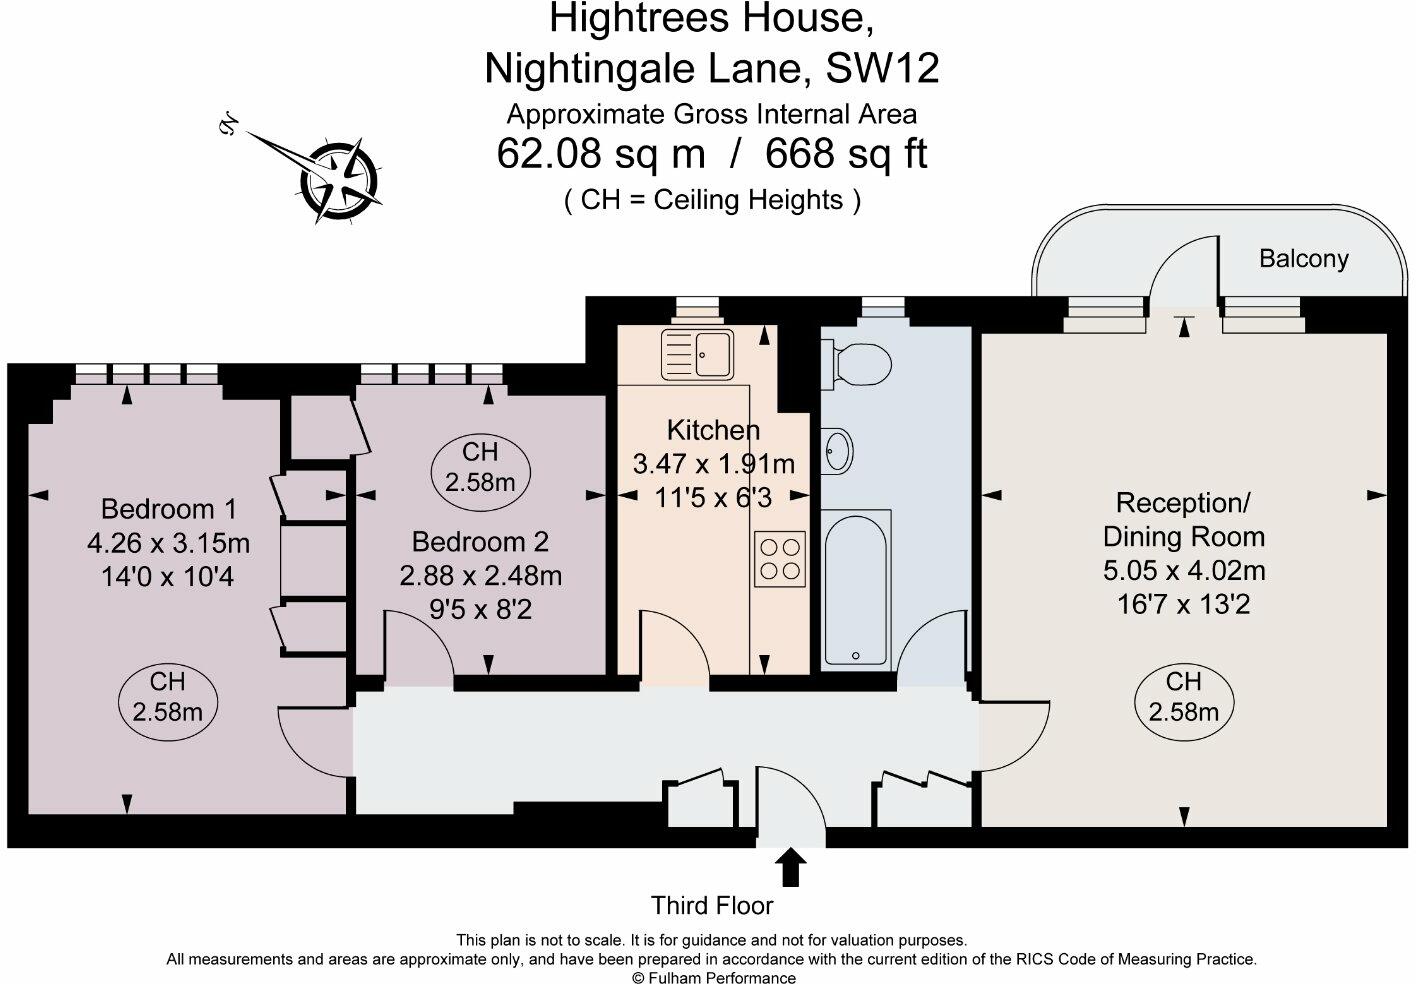 Hightrees House,
Nightingale Lane, SW12
Approximate Gross Internal Area
62.08 sq m / 668 sq ft
( CH = Ceiling Heights )
N
Balcony
Bedroom 1
4.26 x 3.15m
14'0 x 10'4
CH
2.58m
CH
2.58m
Bedroom 2
2.88 x 2.48m
9'5 x 8'2
Kitchen
3.47 x 1.91m
11'5 x 6'3
Reception/
Dining Room
5.05 x 4.02m
16'7 x 13'2
CH
2.58m
Third Floor
This plan is not to scale. It is for guidance and not for valuation purposes.
All measurements and areas are approximate only, and have been prepared in accordance with the current edition of the RICS Code of Measuring Practice.
© Fulham Performance